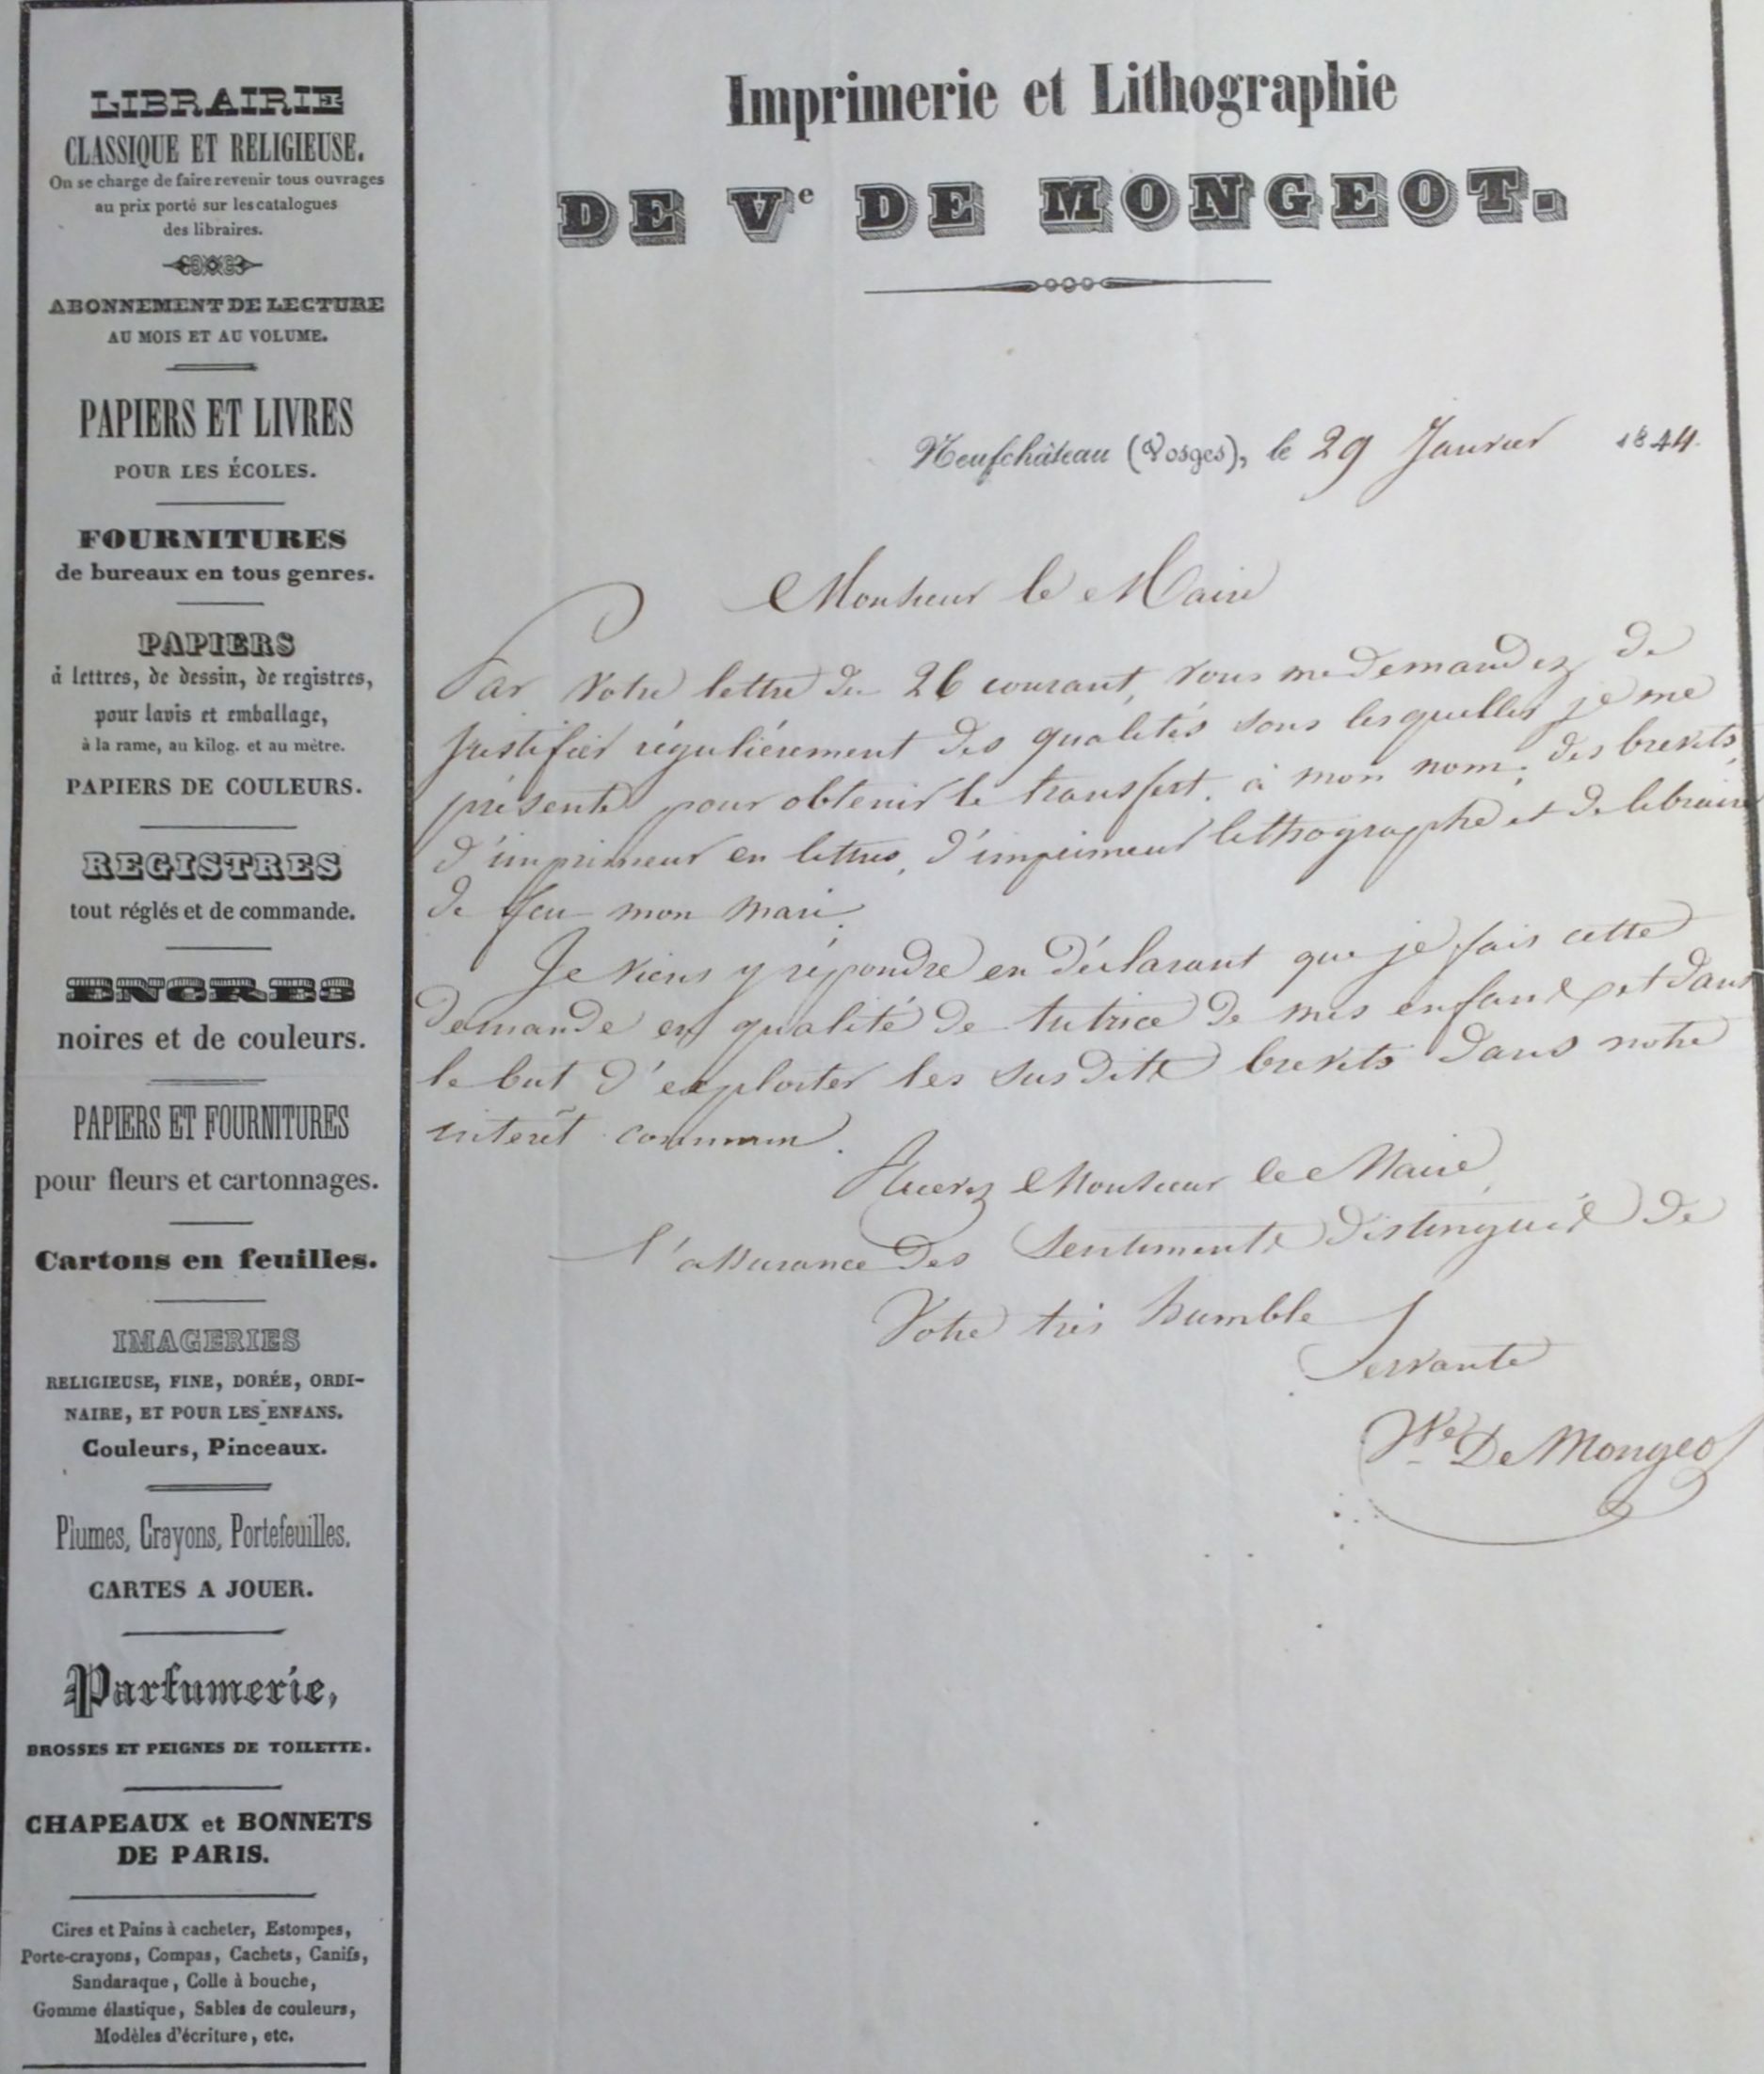 LIBRAIRIE
CLASSIQUE ET RELIGIEUSE.
On se charge de faire revenir tous ouvrages
au prix porté sur les catalogues
des libraires.
ABONNEMENT DE LECTURE
AU MOIS ET AU VOLUME.
PAPIERS ET LIVRES
POUR LES ÉCOLES.
FOURNITURES
de bureaux en tous genres.
PAPIERS
à lettres, de dessin, de registres,
pour lavis et emballage,
à la rame, au kilog. et au mètre.
PAPIERS DE COULEURS.
REGISTRES
tout réglés et de commande.
ENCRES
noires et de couleurs.
PAPIERS ET FOURNITURES
pour fleurs et cartonnages.
Cartons en feuilles.
IMAGERIES
RELIGIEUSE, FINE, DORÉE, ORDI-
NAIRE, ET POUR LES ENFANS.
Couleurs, Pinceaux.
Plumes, Crayons, Portefeuilles.
CARTES A JOUER.
Parfumerie,
BROSSES ET PEIGNES DE TOILETTE.
CHAPEAUX et BONNETS
DE PARIS.
Cires et Pains à cacheter, Estompes,
Porte-crayons, Compas, Cachets, Canifs,
Sandaraque, Colle à bouche,
Gomme élastique, Sables de couleurs,
Modèles d'écriture, etc.
Imprimerie et Lithographie
DE Ve DE MONGEOT.
Neufchâteau (Vosges), le 29 Janvier 1844.
Monsieur le Maire
Par votre lettre du 26 courant, vous me demandez de
justifier régulièrement des qualités sous lesquelles je me
présente pour obtenir le transfert à mon nom, des brevets,
d'imprimeur en lettres, d'imprimeur lithographe et de libraire
de feu mon mari.
Je viens y répondre en déclarant que je fais cette
demande en qualité de tutrice de mes enfants et dans
le but d'exploiter les susdits brevets dans notre
intérêt commun.
Agréez Monsieur le Maire,
l'assurance des sentiments distingués de
Votre très humble
Servante
Ve De Mongeot